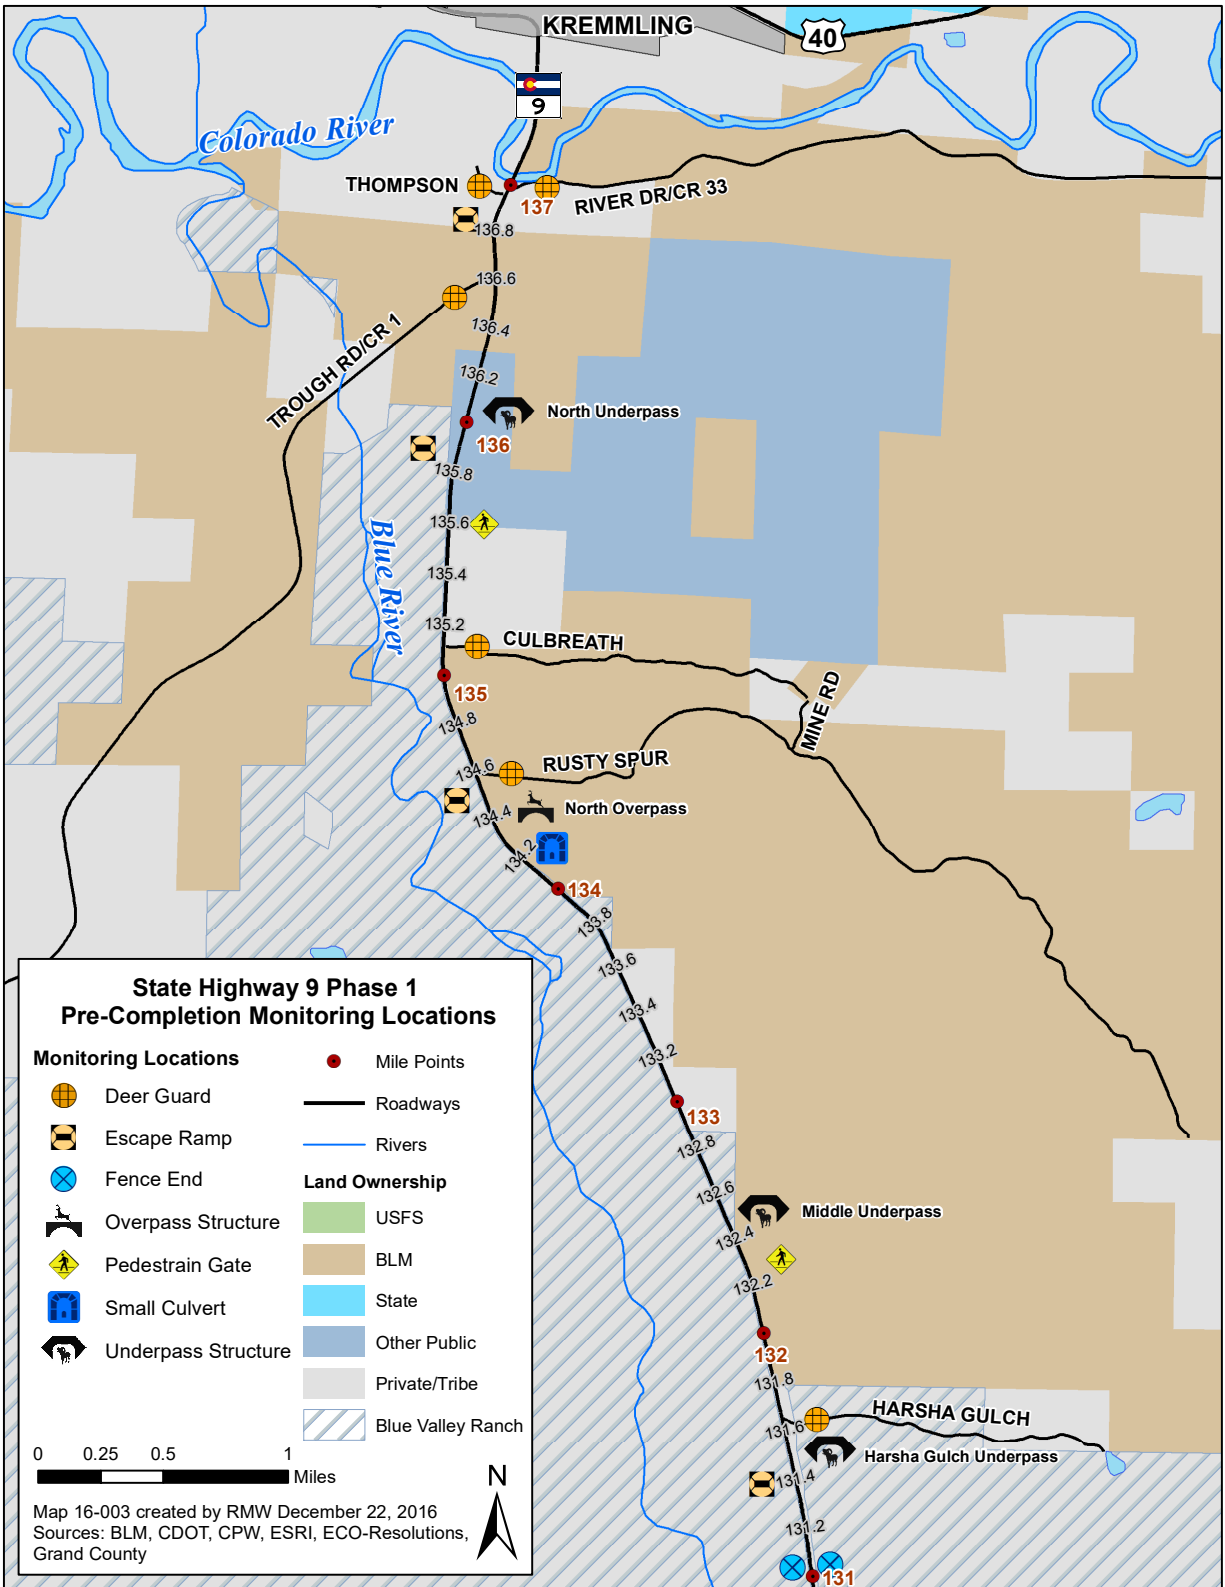 KREMMLING
40
9
Colorado River
THOMPSON
137
RIVER DR/CR 33
136.8
136.6
TROUGH RD/CR 1
136.4
136.2
North Underpass
136
135.8
135.6
Blue River
135.4
135.2
CULBREATH
135
MINE RD
134.8
134.6
RUSTY SPUR
134.4
North Overpass
134.2
134
133.8
133.6
133.4
133.2
133
132.8
132.6
Middle Underpass
132.4
132.2
132
131.8
HARSHA GULCH
131.6
Harsha Gulch Underpass
131.4
131.2
131
State Highway 9 Phase 1
Pre-Completion Monitoring Locations
Monitoring Locations
Deer Guard
Escape Ramp
Fence End
Overpass Structure
Pedestrain Gate
Small Culvert
Underpass Structure
Mile Points
Roadways
Rivers
Land Ownership
USFS
BLM
State
Other Public
Private/Tribe
Blue Valley Ranch
0 0.25 0.5 1
Miles
N
Map 16-003 created by RMW December 22, 2016
Sources: BLM, CDOT, CPW, ESRI, ECO-Resolutions,
Grand County